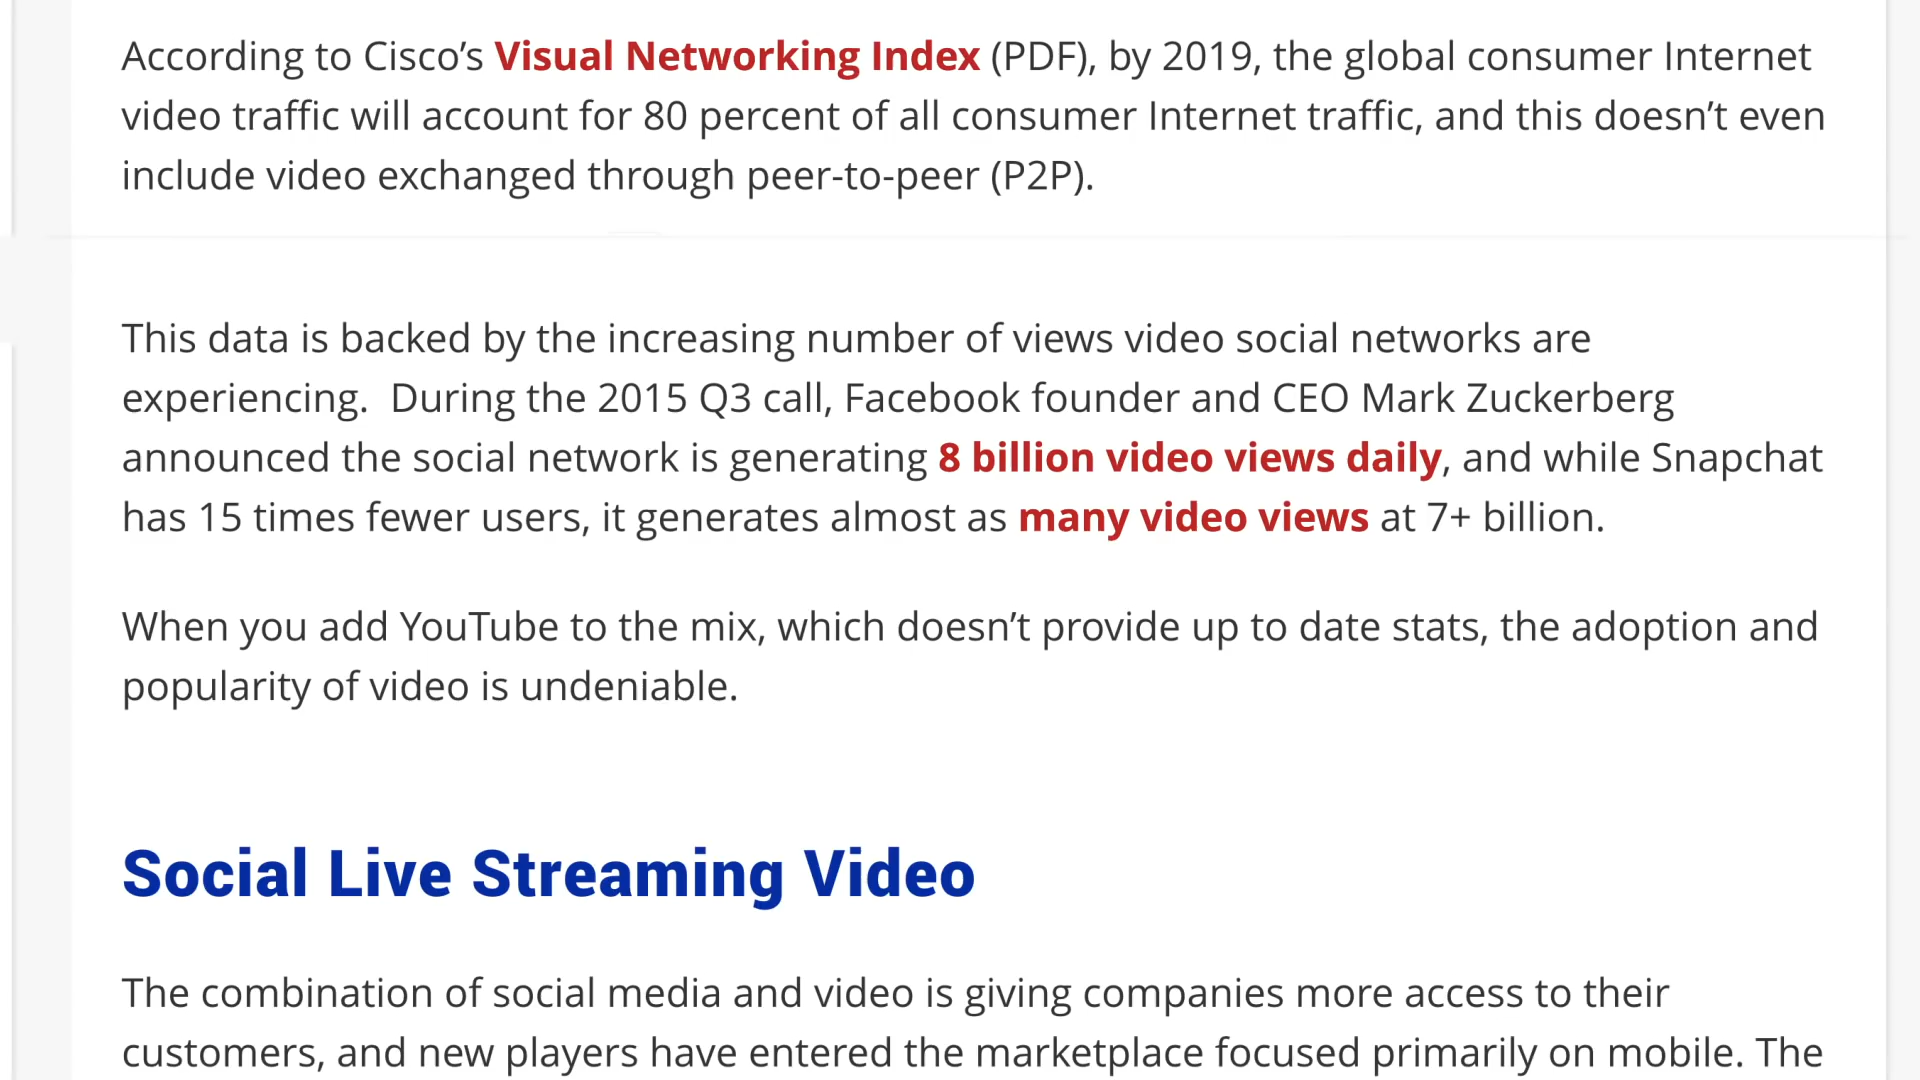 According to Cisco’s Visual Networking Index (PDF), by 2019, the global consumer Internet
video traffic will account for 80 percent of all consumer Internet traffic, and this doesn’t even
include video exchanged through peer-to-peer (P2P).
This data is backed by the increasing number of views video social networks are
experiencing.  During the 2015 Q3 call, Facebook founder and CEO Mark Zuckerberg
announced the social network is generating 8 billion video views daily, and while Snapchat
has 15 times fewer users, it generates almost as many video views at 7+ billion.
When you add YouTube to the mix, which doesn’t provide up to date stats, the adoption and
popularity of video is undeniable.
Social Live Streaming Video
The combination of social media and video is giving companies more access to their
customers, and new players have entered the marketplace focused primarily on mobile. The